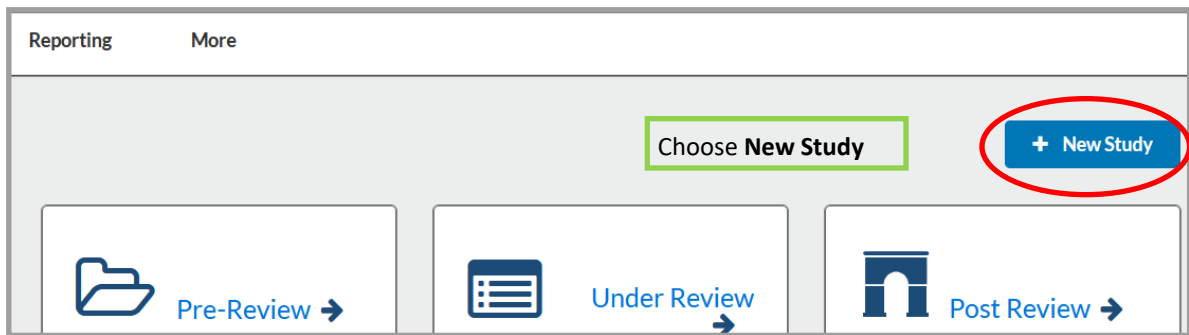 Reporting More
Choose New Study
+ New Study
Pre-Review
Under Review
Post Review